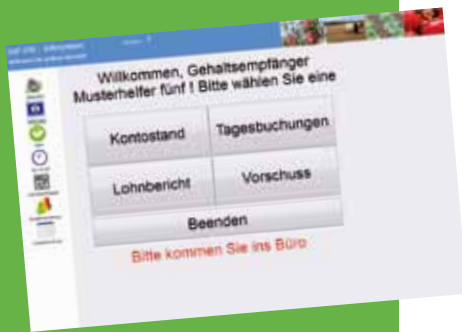 Willkommen, Gehaltsempfänger
Musterhelfer fünf ! Bitte wählen Sie eine
Kontostand
Tagesbuchungen
Lohnbericht
Vorschuss
Beenden
Bitte kommen Sie ins Büro